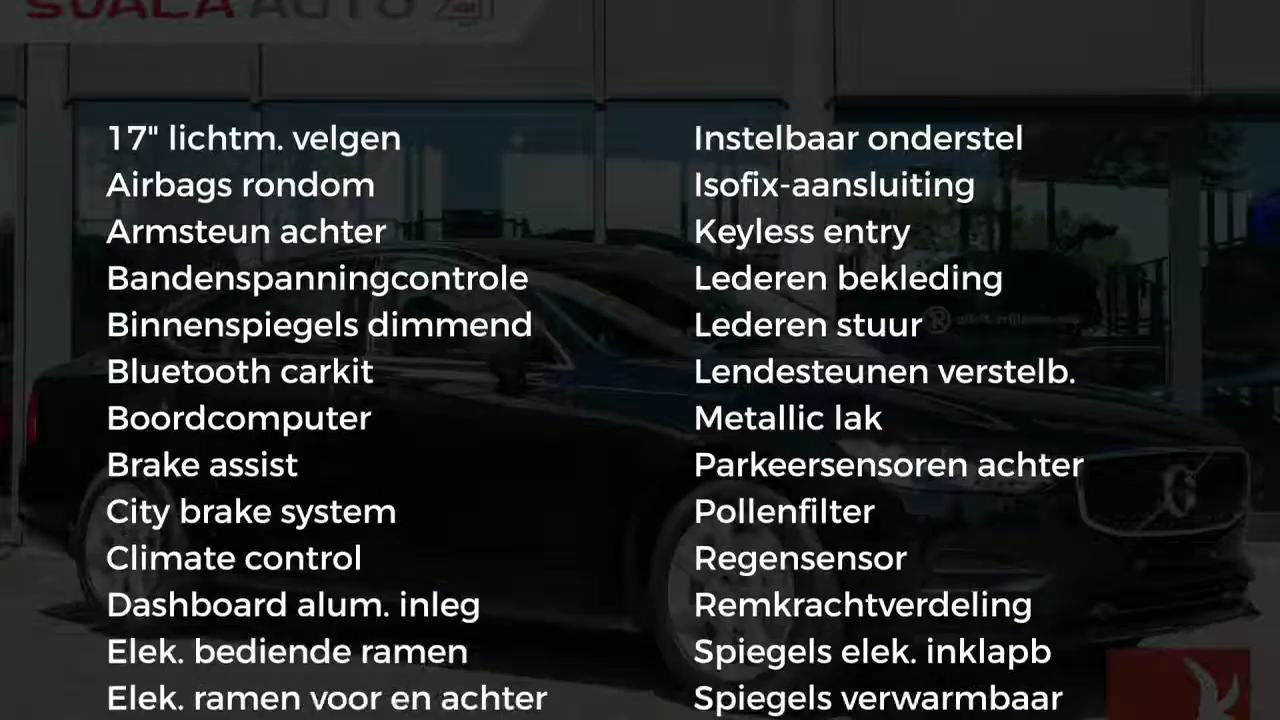 SVALA AUTO
17" lichtm. velgen
Airbags rondom
Armsteun achter
Bandenspanningcontrole
Binnenspiegels dimmend
Bluetooth carkit
Boordcomputer
Brake assist
City brake system
Climate control
Dashboard alum. inleg
Elek. bediende ramen
Elek. ramen voor en achter
Instelbaar onderstel
Isofix-aansluiting
Keyless entry
Lederen bekleding
Lederen stuur
Lendesteunen verstelb.
Metallic lak
Parkeersensoren achter
Pollenfilter
Regensensor
Remkrachtverdeling
Spiegels elek. inklapb
Spiegels verwarmbaar